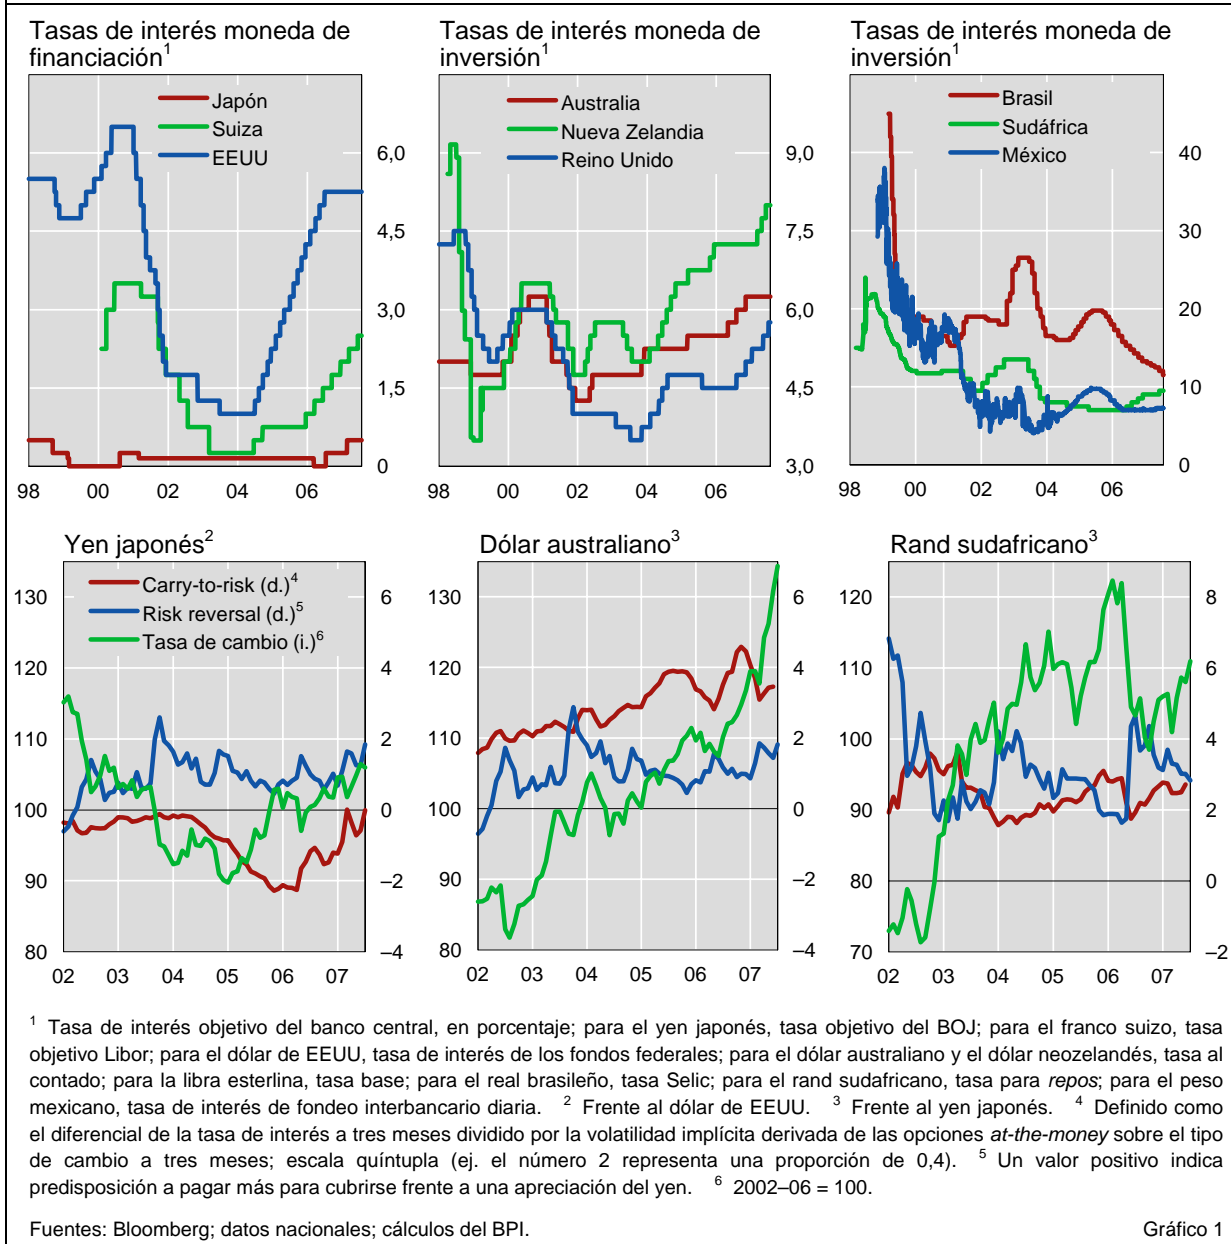 Tasas de interés moneda de
financiación1
Japón
Suiza
EEUU
6,0
4,5
3,0
1,5
0
98 00 02 04 06
Tasas de interés moneda de
inversión1
Australia
Nueva Zelandia
Reino Unido
9,0
7,5
6,0
4,5
3,0
98 00 02 04 06
Tasas de interés moneda de
inversión1
Brasil
Sudáfrica
México
40
30
20
10
0
98 00 02 04 06
Yen japonés2
Carry-to-risk (d.)4
Risk reversal (d.)5
Tasa de cambio (i.)6
130
120
110
100
90
80
6
4
2
0
–2
–4
02 03 04 05 06 07
Dólar australiano3
130
120
110
100
90
80
6
4
2
0
–2
–4
02 03 04 05 06 07
Rand sudafricano3
120
110
100
90
80
70
8
6
4
2
0
–2
02 03 04 05 06 07
1 Tasa de interés objetivo del banco central, en porcentaje; para el yen japonés, tasa objetivo del BOJ; para el franco suizo, tasa
objetivo Libor; para el dólar de EEUU, tasa de interés de los fondos federales; para el dólar australiano y el dólar neozelandés, tasa al
contado; para la libra esterlina, tasa base; para el real brasileño, tasa Selic; para el rand sudafricano, tasa para repos; para el peso
mexicano, tasa de interés de fondeo interbancario diaria. 2 Frente al dólar de EEUU. 3 Frente al yen japonés. 4 Definido como
el diferencial de la tasa de interés a tres meses dividido por la volatilidad implícita derivada de las opciones at-the-money sobre el tipo
de cambio a tres meses; escala quíntupla (ej. el número 2 representa una proporción de 0,4). 5 Un valor positivo indica
predisposición a pagar más para cubrirse frente a una apreciación del yen. 6 2002–06 = 100.
Fuentes: Bloomberg; datos nacionales; cálculos del BPI.
Gráfico 1